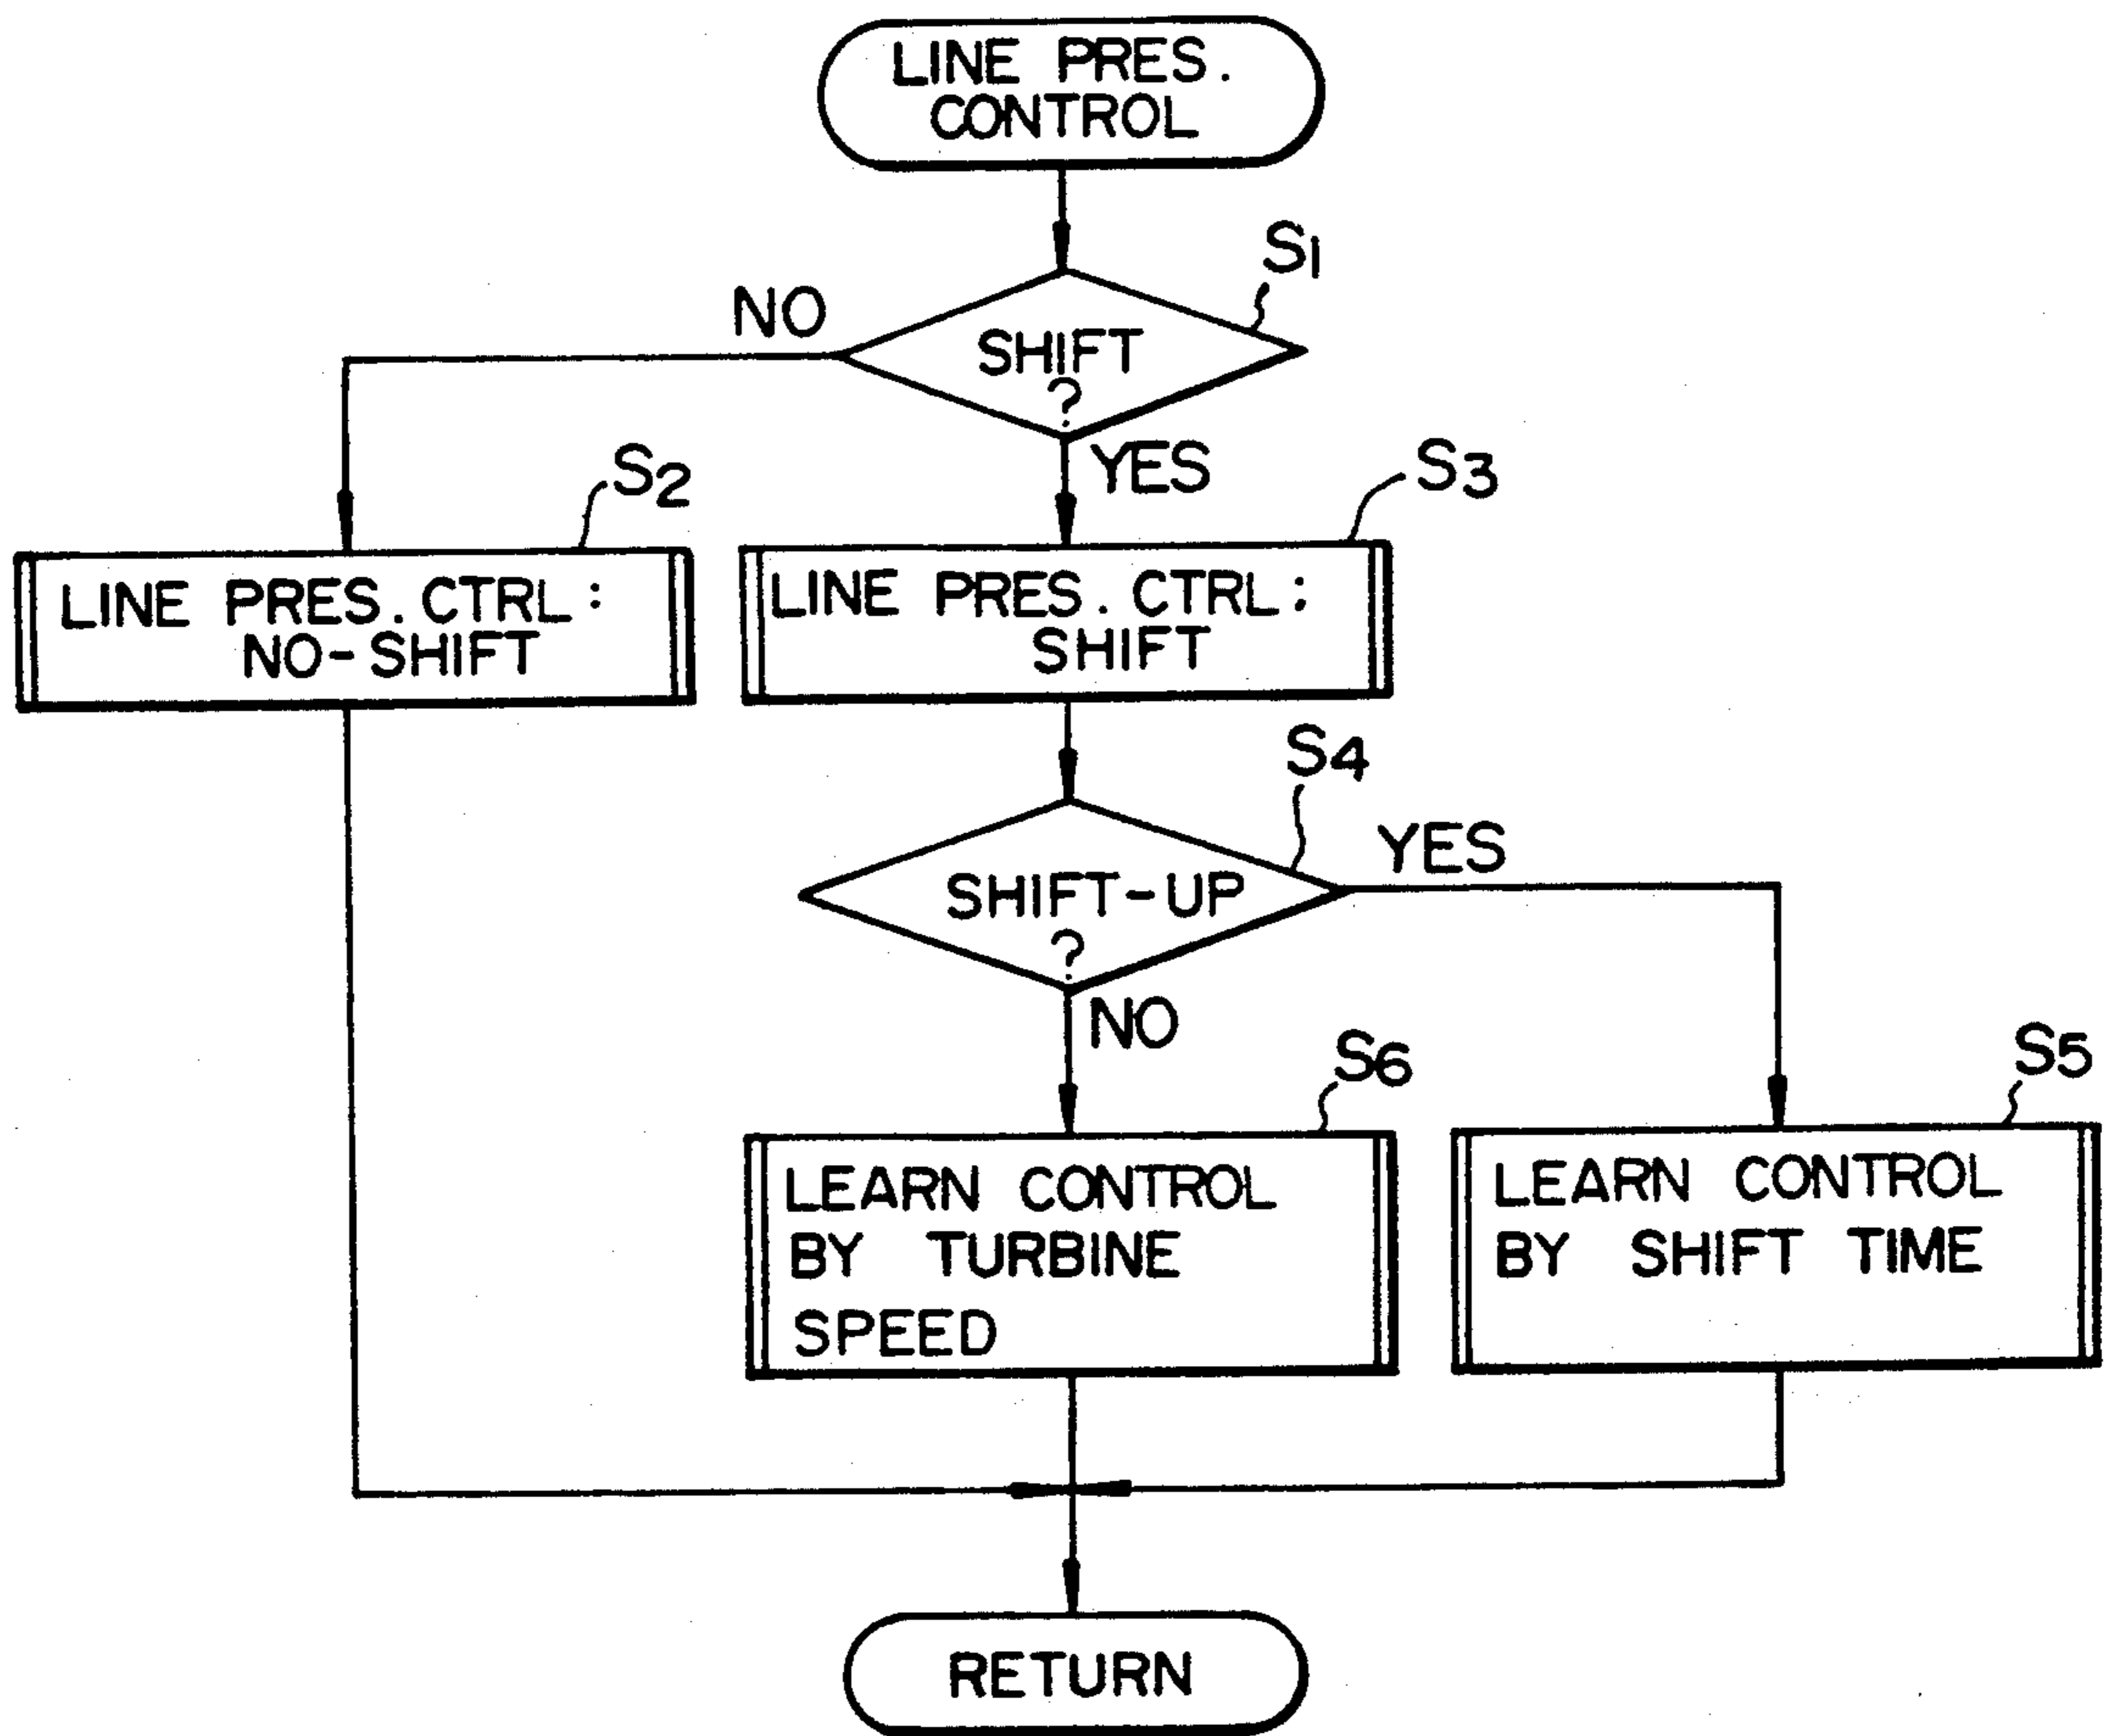 LINE PRES.
CONTROL
S1
NO
SHIFT
?
YES
S2
S3
LINE PRES. CTRL:
NO-SHIFT
LINE PRES. CTRL:
SHIFT
S4
YES
SHIFT-UP
?
NO
S6
S5
LEARN CONTROL
BY TURBINE
SPEED
LEARN CONTROL
BY SHIFT TIME
RETURN